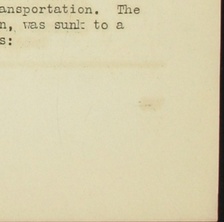 ansportation. The
n, was sunk to a
s: